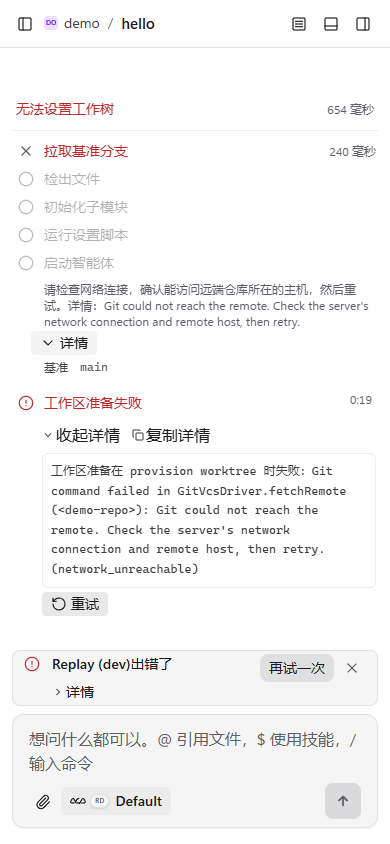 DO demo / hello
无法设置工作树 654 毫秒
拉取基准分支 240 毫秒
检出文件
初始化子模块
运行设置脚本
启动智能体
请检查网络连接，确认能访问远端仓库所在的主机，然后重
试。详情：Git could not reach the remote. Check the server's
network connection and remote host, then retry.
详情
基准 main
工作区准备失败 0:19
收起详情 复制详情
工作区准备在 provision worktree 时失败: Git
command failed in GitVcsDriver.fetchRemote
(<demo-repo>): Git could not reach the
remote. Check the server's network
connection and remote host, then retry.
(network_unreachable)
重试
Replay (dev)出错了 再试一次
详情
想问什么都可以。@ 引用文件，$ 使用技能，/
输入命令
RD Default